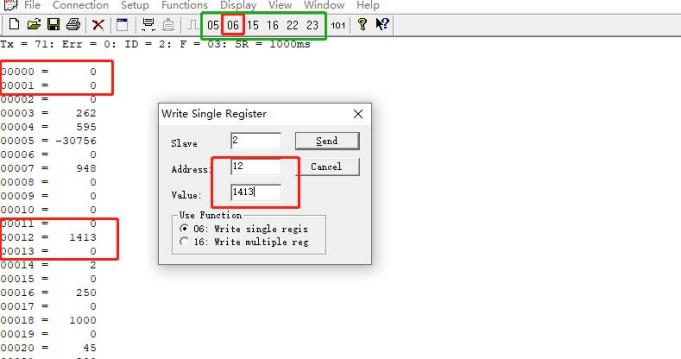 File Connection Setup Functions Display View Window Help
05 06 15 16 22 23 101
Tx = 71: Err = 0: ID = 2: F = 03: SR = 1000ms
00000 = 0
00001 = 0
00002 = 0
00003 = 262
00004 = 595
00005 = -30756
00006 = 0
00007 = 948
00008 = 0
00009 = 0
00010 = 0
00011 = 0
00012 = 1413
00013 = 0
00014 = 2
00015 = 0
00016 = 250
00017 = 0
00018 = 1000
00019 = 0
00020 = 45
Write Single Register
Slave 2 Send
Address: 12 Cancel
Value: 1413
Use Function
06: Write single regis
16: Write multiple reg